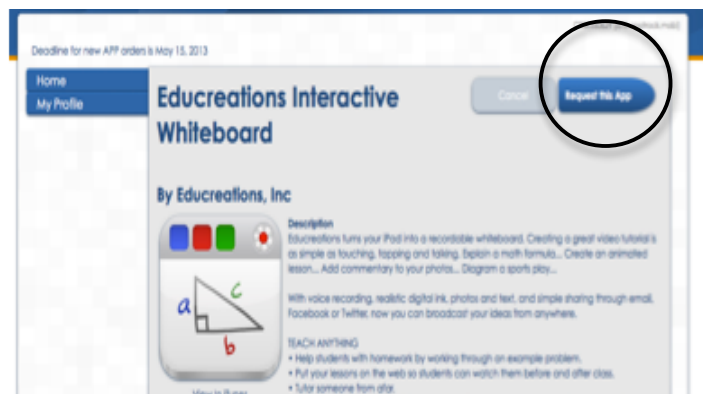 Deadline for new APP orders is May 15, 2013
Home
My Profile
Educreations Interactive
Whiteboard
Cancel
Request this App
By Educreations, Inc
Description
Educreations turns your iPad into a recordable whiteboard. Creating a great video tutorial is
as simple as touching, tapping and talking. Explain a math formula... Create an animated
lesson... Add commentary to your photos... Diagram a sports play...
With voice recording, realistic digital ink, photos and text, and simple sharing through email,
Facebook or Twitter, now you can broadcast your ideas from anywhere.
a
c
b
TEACH ANYTHING
• Help students with homework by working through an example problem.
• Put your lessons on the web so students can watch them before and after class.
• Tutor someone from afar.
View in iTunes